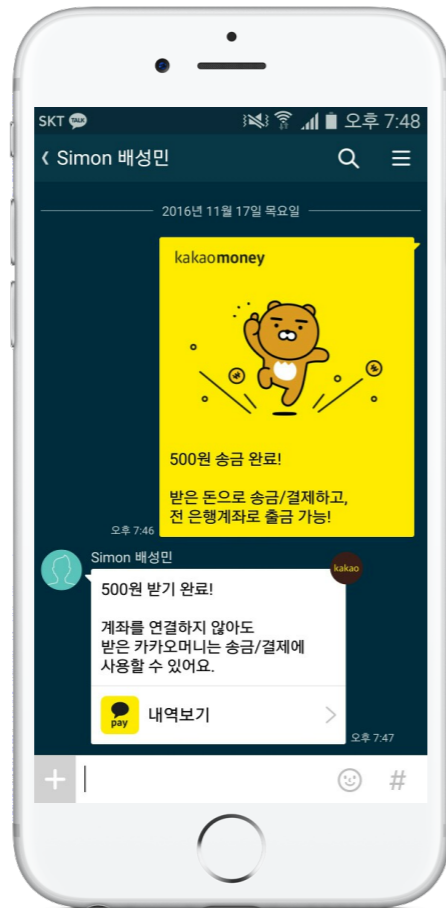 SKT TALK 오후 7:48
< Simon 배성민
2016년 11월 17일 목요일
kakaomoney
500원 송금 완료!
받은 돈으로 송금/결제하고,
전 은행계좌로 출금 가능!
오후 7:46
Simon 배성민
kakao
500원 받기 완료!
계좌를 연결하지 않아도
받은 카카오머니는 송금/결제에
사용할 수 있어요.
pay 내역보기 >
오후 7:47
+ #